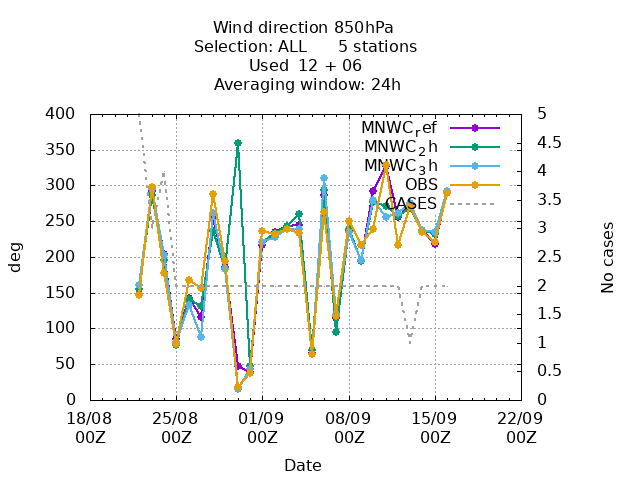 Wind direction 850hPa
Selection: ALL 5 stations
Used 12 + 06
Averaging window: 24h
400
350
300
250
200
150
100
50
0
deg
5
4.5
4
3.5
3
2.5
2
1.5
1
0.5
0
No cases
MNWCref
MNWC2h
MNWC3h
OBS
CASES
18/08 25/08 01/09 08/09 15/09 22/09
00Z 00Z 00Z 00Z 00Z 00Z
Date